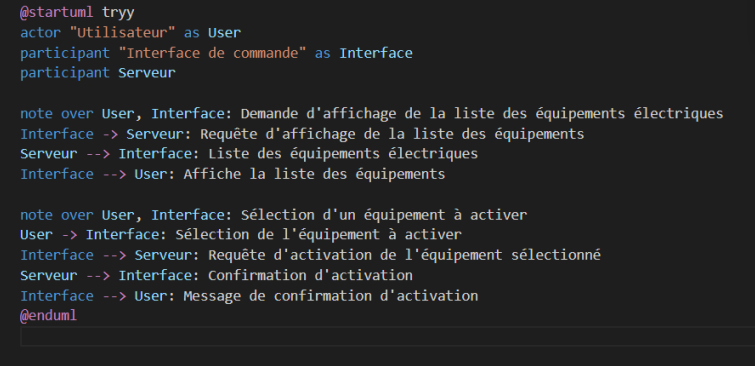 @startuml tryy
actor "Utilisateur" as User
participant "Interface de commande" as Interface
participant Serveur
note over User, Interface: Demande d'affichage de la liste des équipements électriques
Interface -> Serveur: Requête d'affichage de la liste des équipements
Serveur --> Interface: Liste des équipements électriques
Interface --> User: Affiche la liste des équipements
note over User, Interface: Sélection d'un équipement à activer
User -> Interface: Sélection de l'équipement à activer
Interface --> Serveur: Requête d'activation de l'équipement sélectionné
Serveur --> Interface: Confirmation d'activation
Interface --> User: Message de confirmation d'activation
@enduml